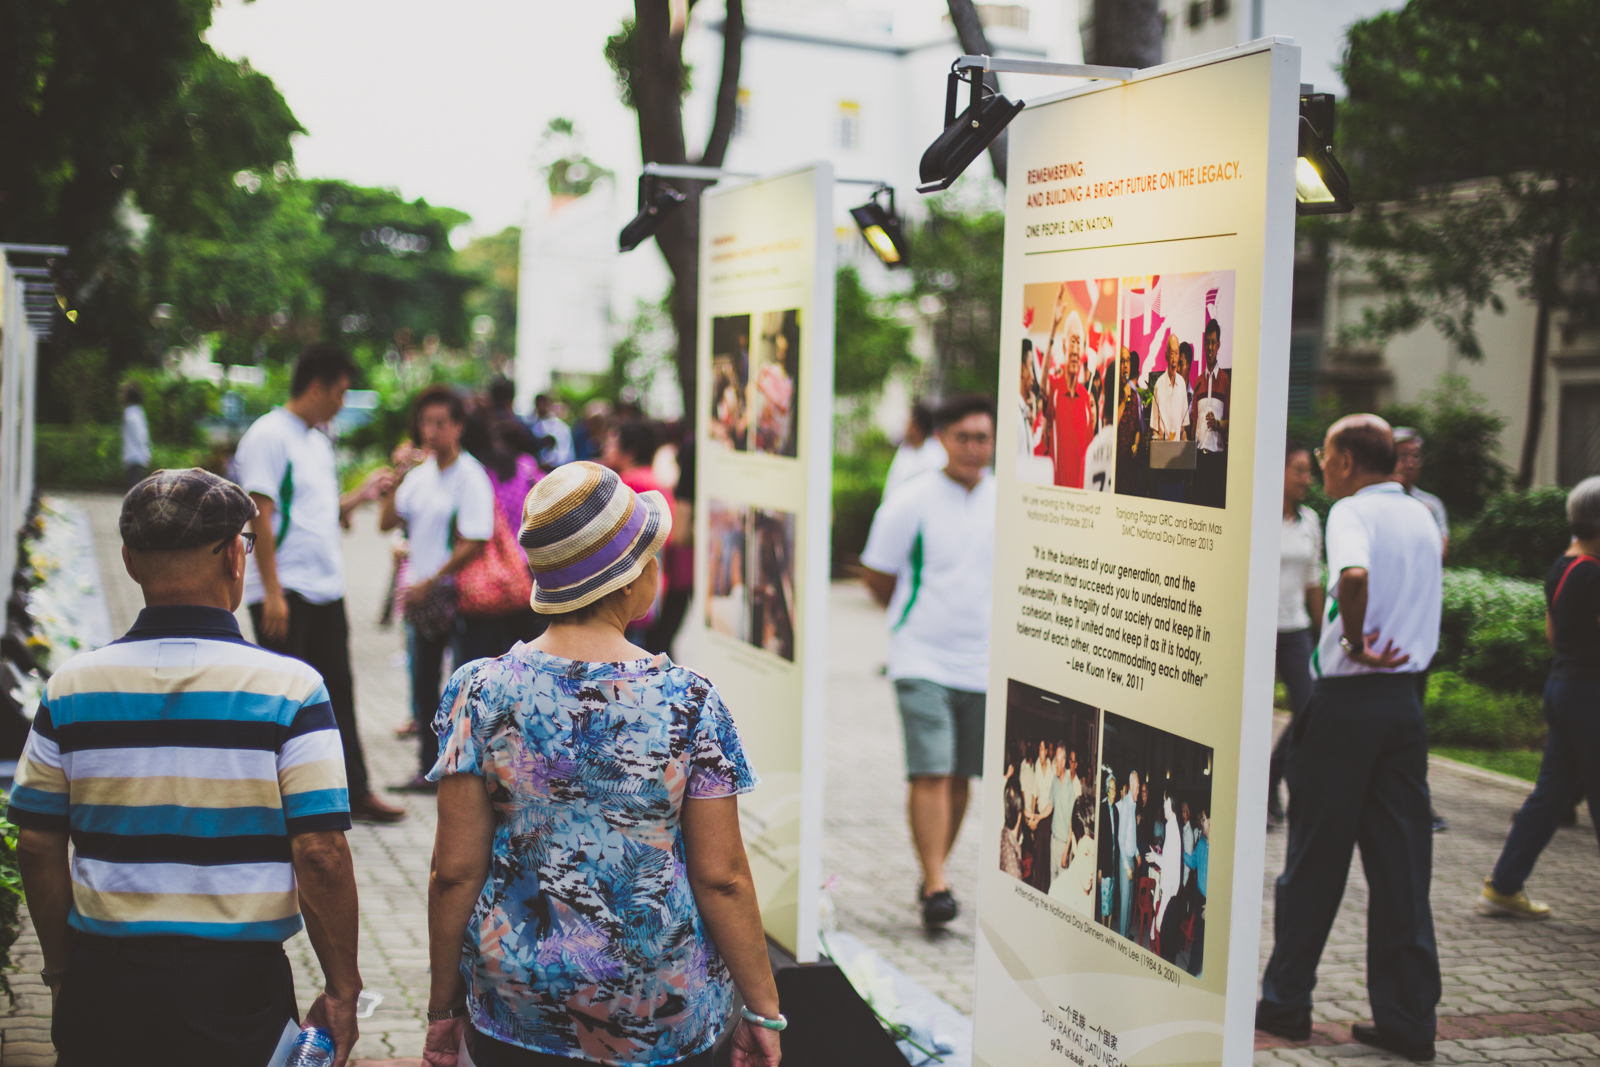 REMEMBERING.
AND BUILDING A BRIGHT FUTURE ON THE LEGACY.
ONE PEOPLE, ONE NATION
Mr Lee waving to the crowd at
National Day Parade 2014
Tanjong Pagar GRC and Radin Mas
SMC National Day Dinner 2013
"It is the business of your generation, and the
generation that succeeds you to understand the
vulnerability, the fragility of our society and keep it in
cohesion, keep it united and keep it as it is today,
tolerant of each other, accommodating each other"
– Lee Kuan Yew, 2011
Attending the National Day Dinners with Mrs Lee (1984 & 2001)
一个民族 一个国家
SATU RAKYAT, SATU NEGARA
ஒரே மக்கள்